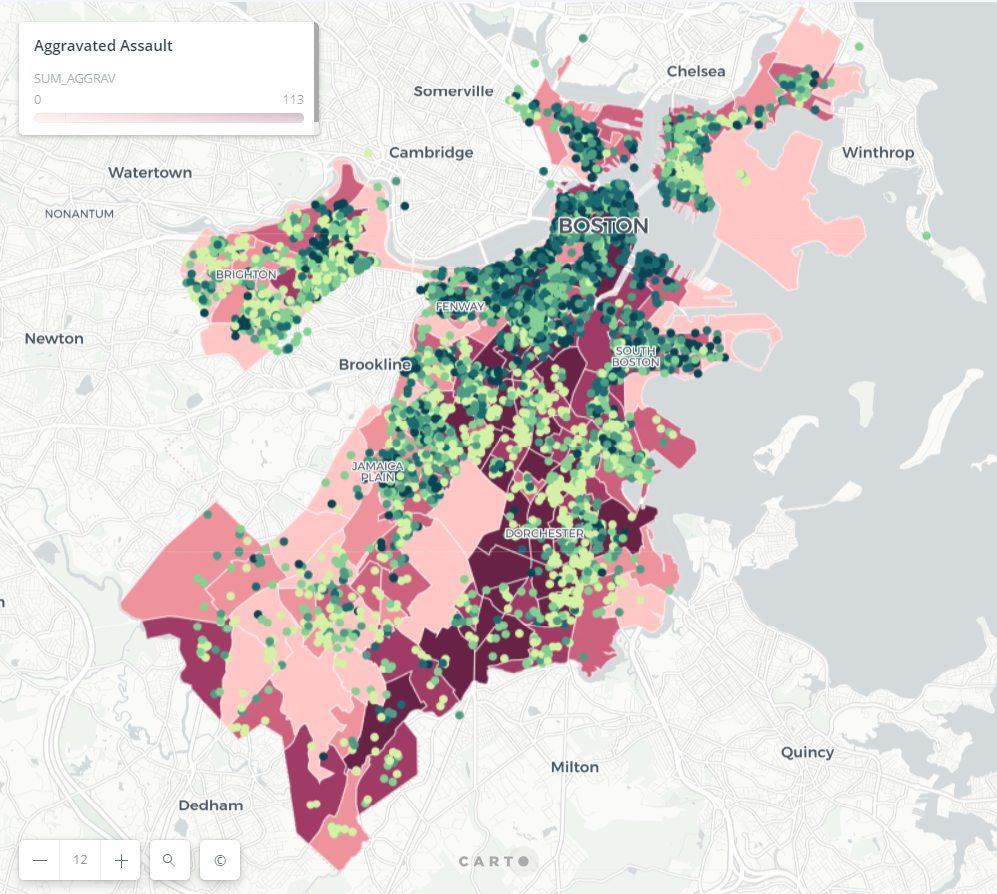 Aggravated Assault
SUM_AGGRAV
0 113
Chelsea
Somerville
Cambridge
Winthrop
Watertown
NONANTUM
BOSTON
BRIGHTON
FENWAY
Newton
Brookline
SOUTH
BOSTON
JAMAICA
PLAIN
DORCHESTER
n
Quincy
Milton
Dedham
12
©
CARTO